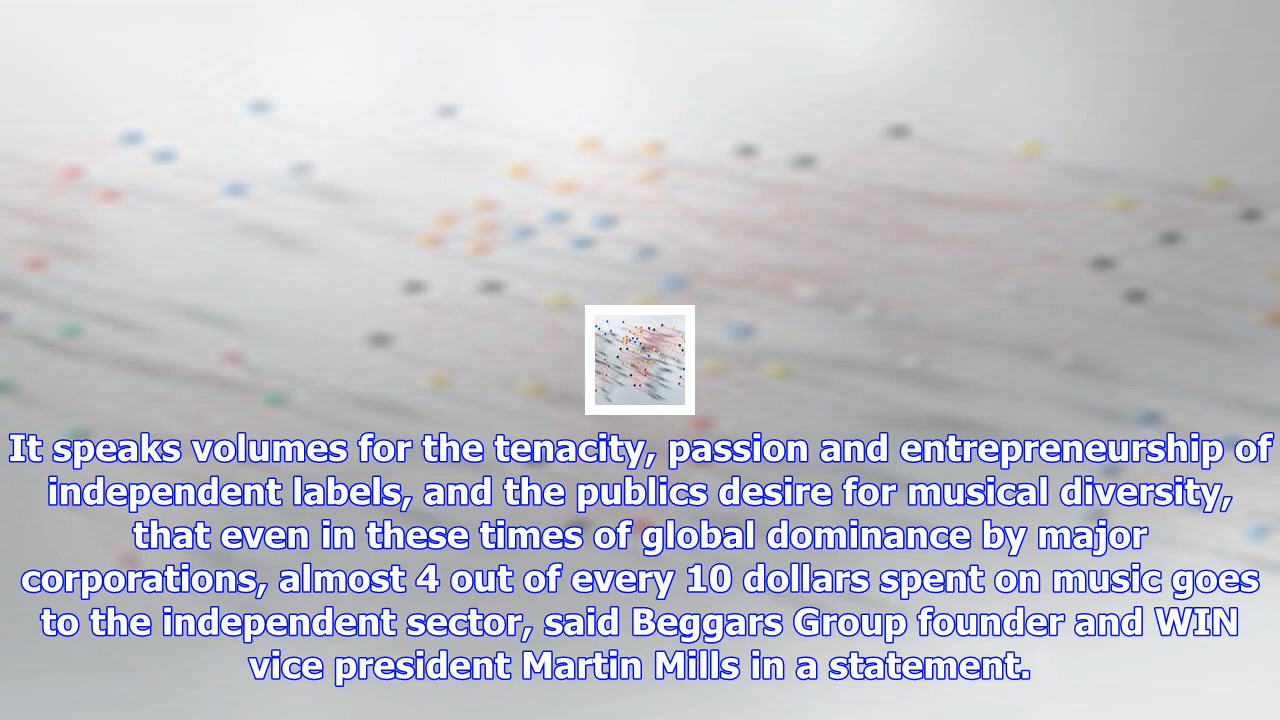 It speaks volumes for the tenacity, passion and entrepreneurship of
independent labels, and the publics desire for musical diversity,
that even in these times of global dominance by major
corporations, almost 4 out of every 10 dollars spent on music goes
to the independent sector, said Beggars Group founder and WIN
vice president Martin Mills in a statement.